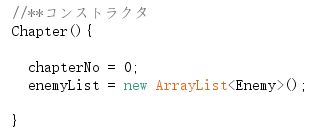 //**コンストラクタ
Chapter(){
chapterNo = 0;
enemyList = new ArrayList<Enemy>();
}